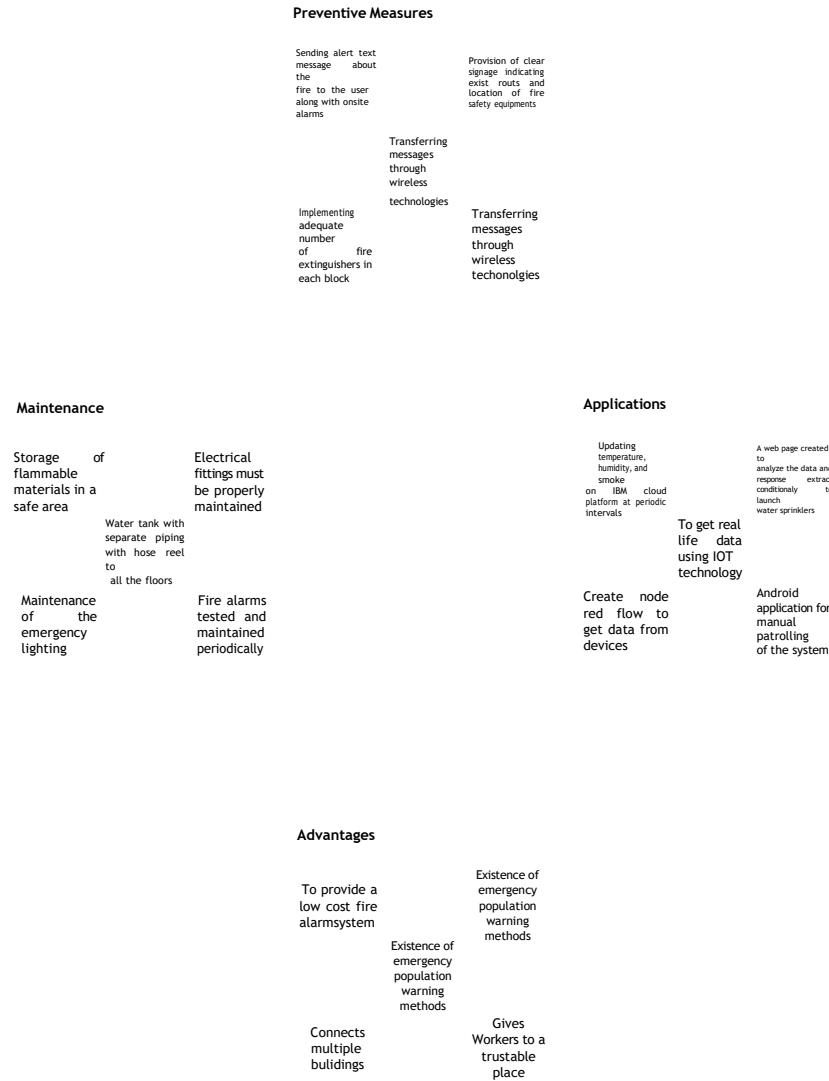 Preventive Measures
Sending alert text
message about
the
fire to the user
along with onsite
alarms
Provision of clear
signage indicating
exist routs and
location of fire
safety equipments
Transferring
messages
through
wireless
technologies
Implementing
adequate
number
of fire
extinguishers in
each block
Transferring
messages
through
wireless
techonolgies
Maintenance
Storage of
flammable
materials in a
safe area
Electrical
fittings must
be properly
maintained
Water tank with
separate piping
with hose reel
to
all the floors
Maintenance
of the
emergency
lighting
Fire alarms
tested and
maintained
periodically
Applications
Updating
temperature,
humidity, and
smoke
on IBM cloud
platform at periodic
intervals
A web page created
to
analyze the data and
response extrac
conditionaly t
launch
water sprinklers
To get real
life data
using IOT
technology
Create node
red flow to
get data from
devices
Android
application for
manual
patrolling
of the system
Advantages
To provide a
low cost fire
alarmsystem
Existence of
emergency
population
warning
methods
Existence of
emergency
population
warning
methods
Connects
multiple
bulidings
Gives
Workers to a
trustable
place